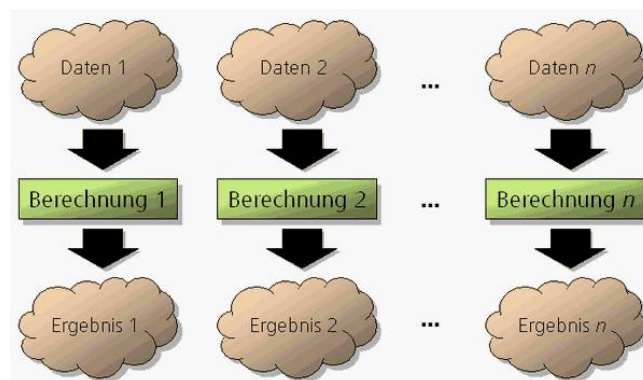 Daten 1 Daten 2 ... Daten n
Berechnung 1 Berechnung 2 ... Berechnung n
Ergebnis 1 Ergebnis 2 ... Ergebnis n